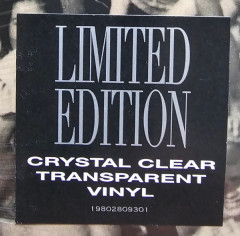 LIMITED
EDITION
CRYSTAL CLEAR
TRANSPARENT
VINYL
19802809301